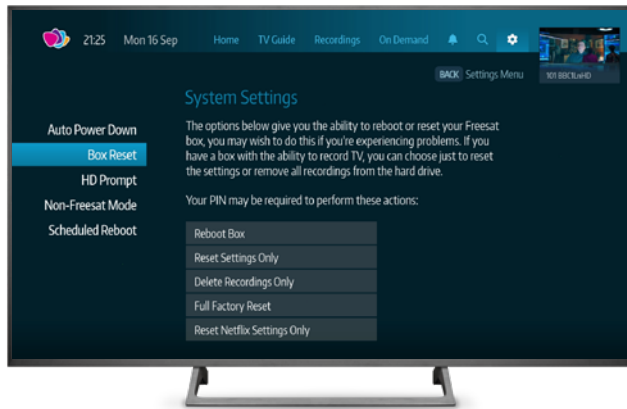 21:25 Mon 16 Sep Home TV Guide Recordings On Demand
BACK Settings Menu
101 BBC1LnHD
System Settings
Auto Power Down
Box Reset
HD Prompt
Non-Freesat Mode
Scheduled Reboot
The options below give you the ability to reboot or reset your Freesat
box, you may wish to do this if you're experiencing problems. If you
have a box with the ability to record TV, you can choose just to reset
the settings or remove all recordings from the hard drive.
Your PIN may be required to perform these actions:
Reboot Box
Reset Settings Only
Delete Recordings Only
Full Factory Reset
Reset Netflix Settings Only